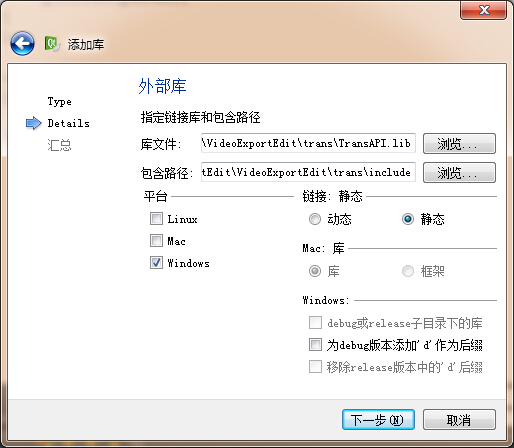 添加库
外部库
Type
Details
汇总
指定链接库和包含路径
库文件: \VideoExportEdit\trans\TransAPI.lib 浏览...
包含路径: tEdit\VideoExportEdit\trans\include 浏览...
平台
Linux
Mac
Windows
链接: 静态
动态 静态
Mac: 库
库 框架
Windows:
debug或release子目录下的库
为debug版本添加'd'作为后缀
移除release版本中的'd'后缀
下一步(N) 取消